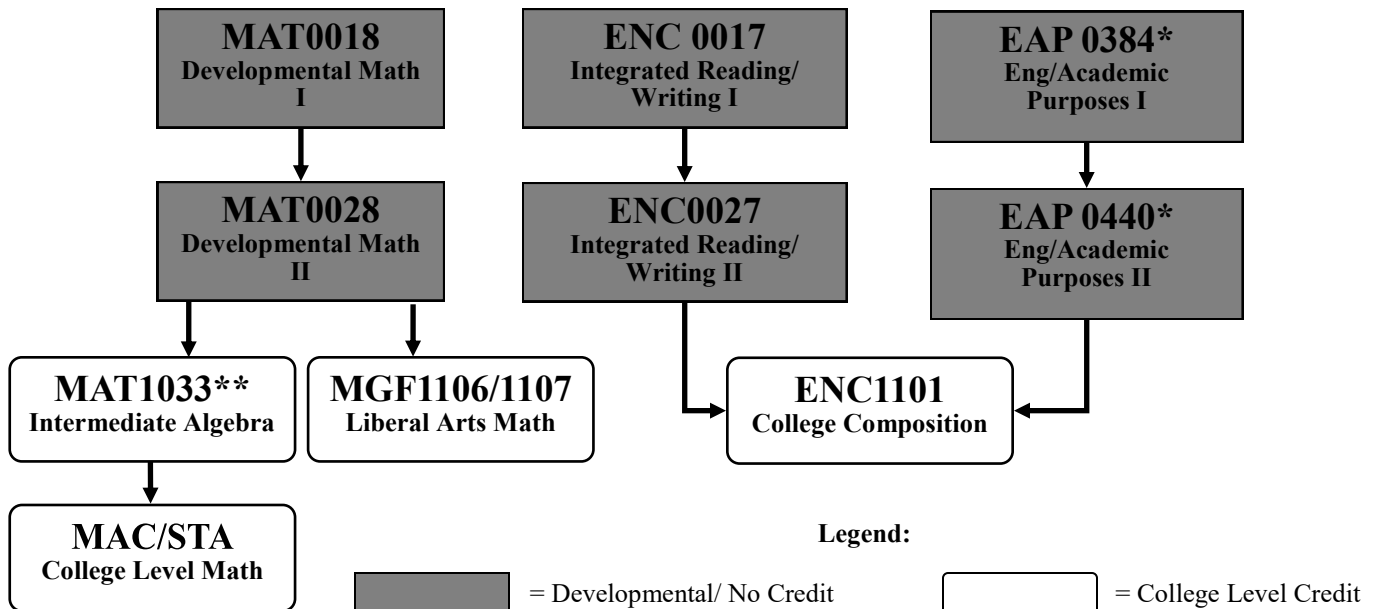 MAT0018
Developmental Math
I
ENC 0017
Integrated Reading/
Writing I
EAP 0384*
Eng/Academic
Purposes I
MAT0028
Developmental Math
II
ENC0027
Integrated Reading/
Writing II
EAP 0440*
Eng/Academic
Purposes II
MAT1033**
Intermediate Algebra
MGF1106/1107
Liberal Arts Math
ENC1101
College Composition
MAC/STA
College Level Math
Legend:
= Developmental/ No Credit
= College Level Credit